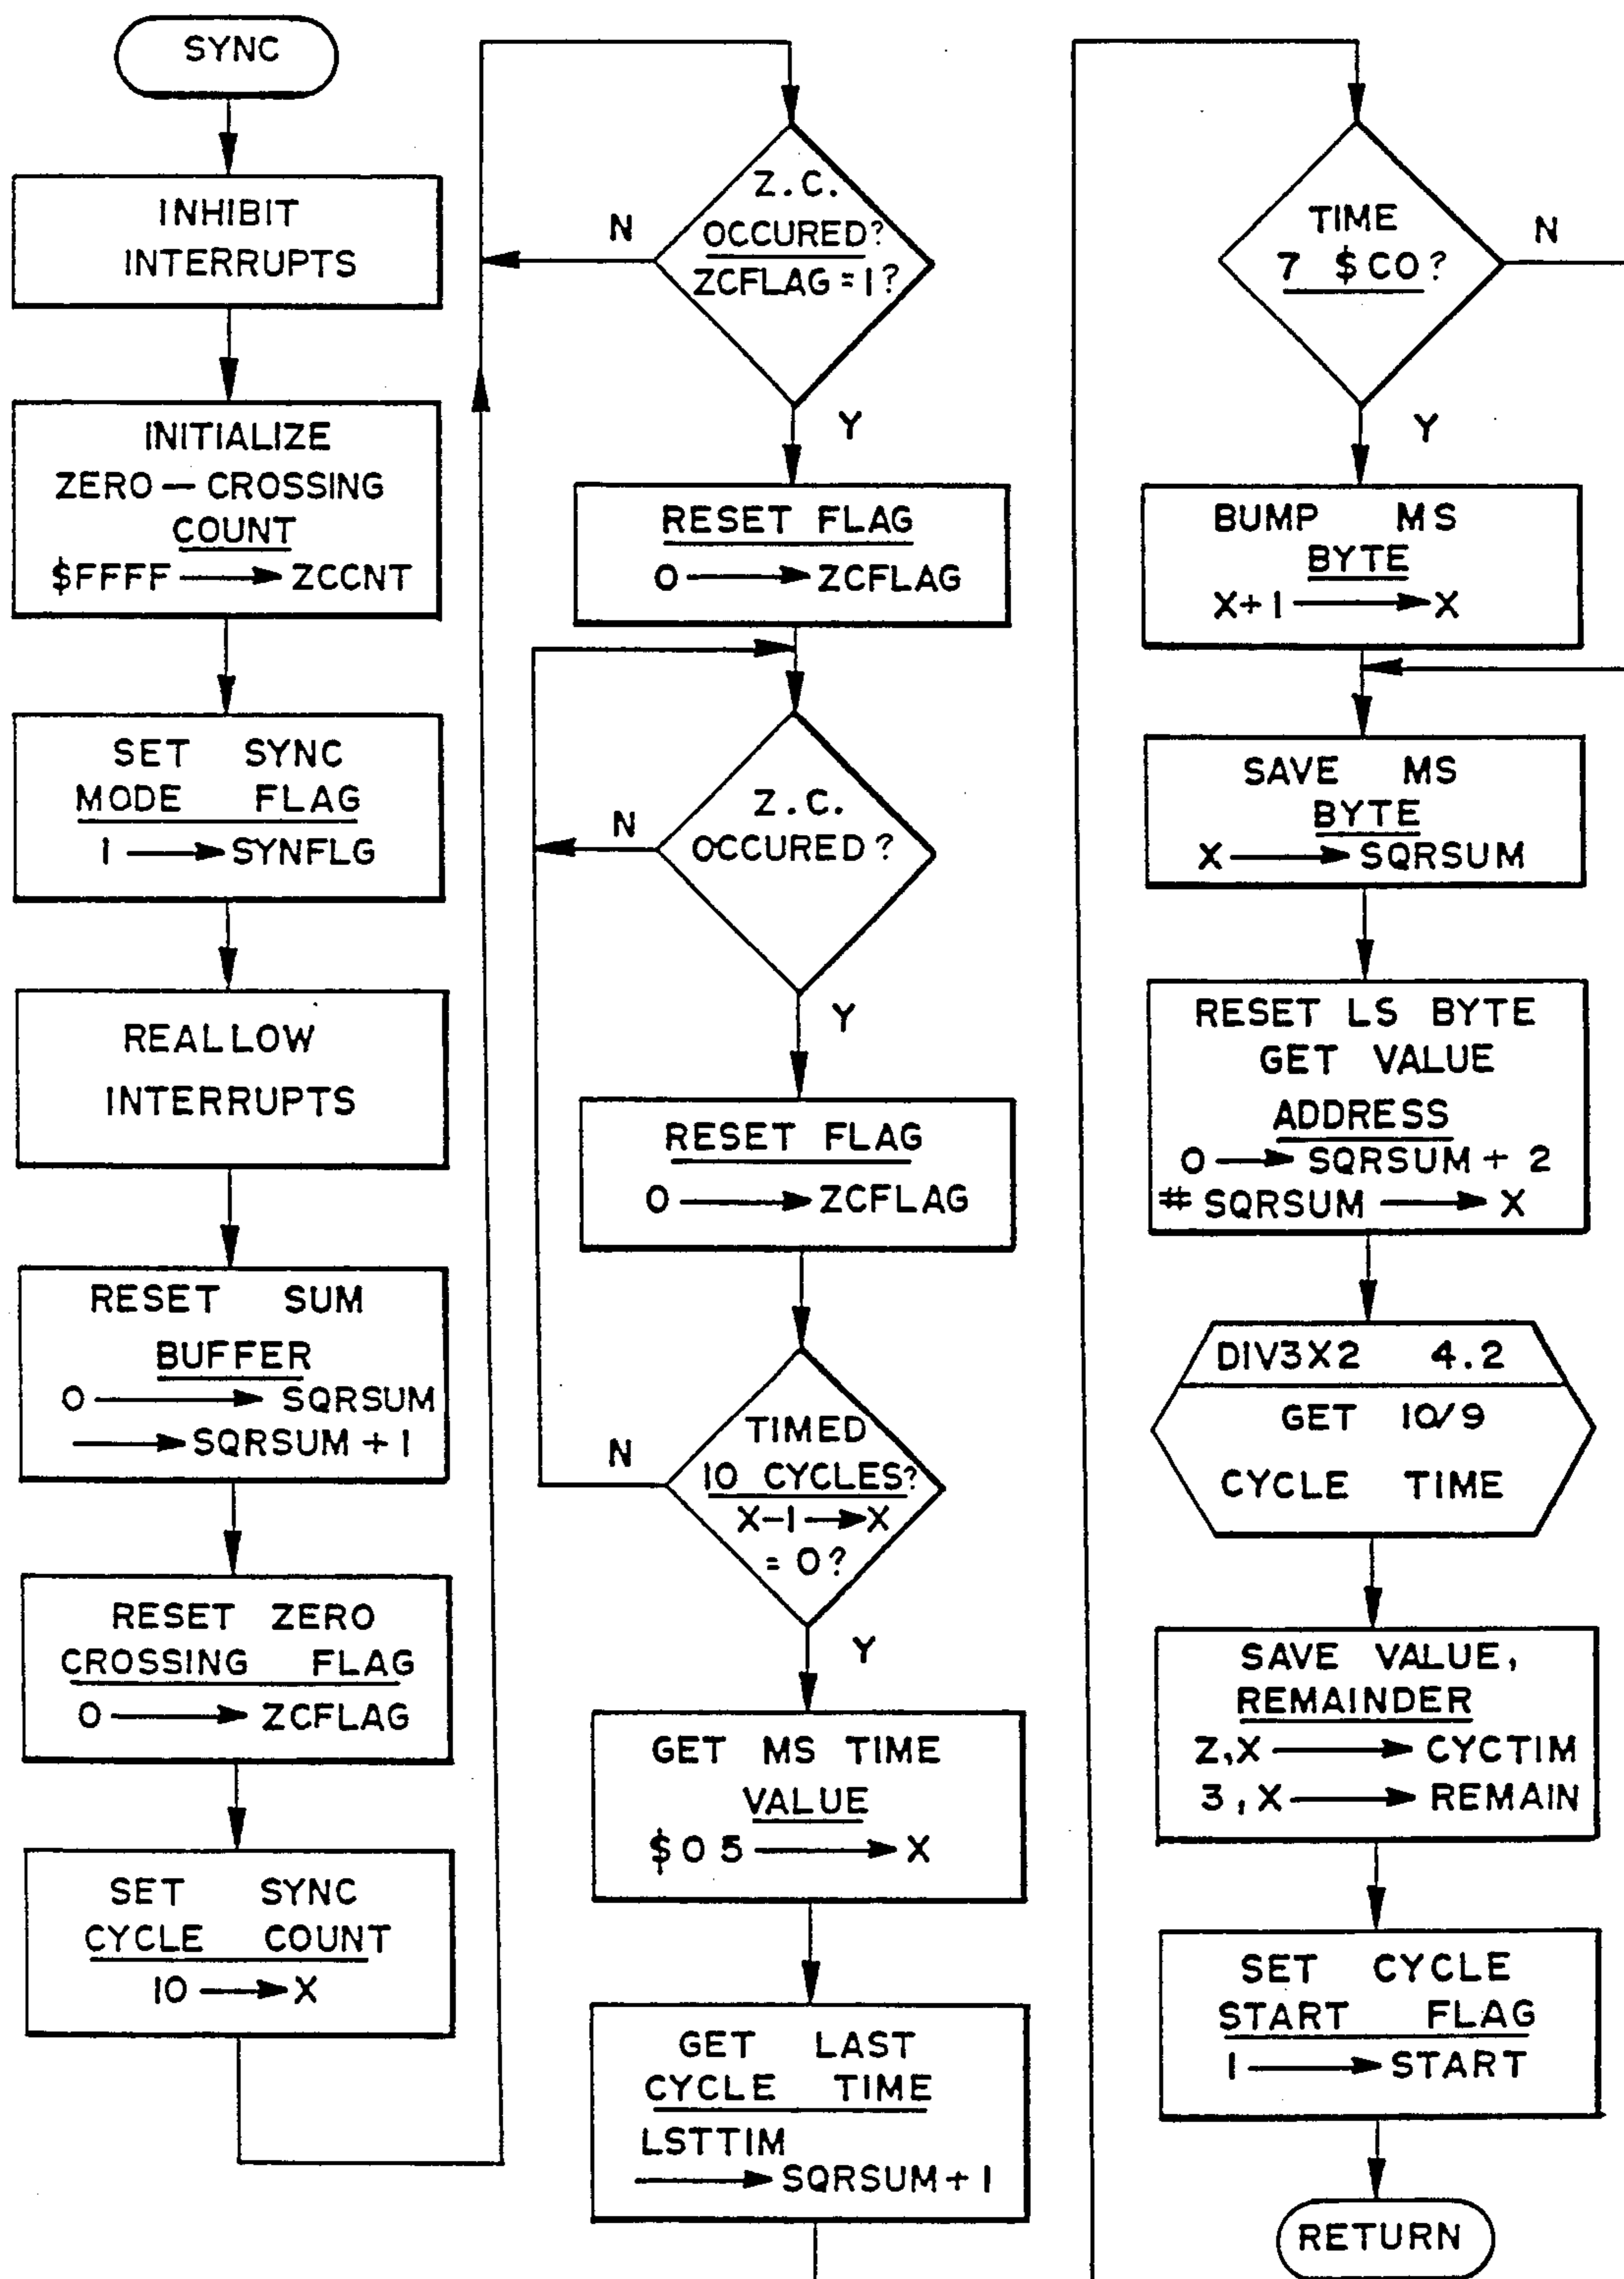 SYNC
INHIBIT
INTERRUPTS
INITIALIZE
ZERO — CROSSING
COUNT
$FFFF → ZCCNT
SET SYNC
MODE FLAG
1 → SYNFLG
REALLOW
INTERRUPTS
RESET SUM
BUFFER
0 → SQRSUM
→ SQRSUM + 1
RESET ZERO
CROSSING FLAG
0 → ZCFLAG
SET SYNC
CYCLE COUNT
10 → X
Z.C.
OCCURED?
ZCFLAG = 1?
N
Y
RESET FLAG
0 → ZCFLAG
Z.C.
OCCURED?
N
Y
RESET FLAG
0 → ZCFLAG
TIMED
10 CYCLES?
X-1 → X
= 0?
N
Y
GET MS TIME
VALUE
$05 → X
GET LAST
CYCLE TIME
LSTTIM
→ SQRSUM + 1
TIME
7 $CO?
N
Y
BUMP MS
BYTE
X+1 → X
SAVE MS
BYTE
X → SQRSUM
RESET LS BYTE
GET VALUE
ADDRESS
0 → SQRSUM + 2
# SQRSUM → X
DIV3X2 4.2
GET 10/9
CYCLE TIME
SAVE VALUE,
REMAINDER
2,X → CYCTIM
3,X → REMAIN
SET CYCLE
START FLAG
1 → START
RETURN